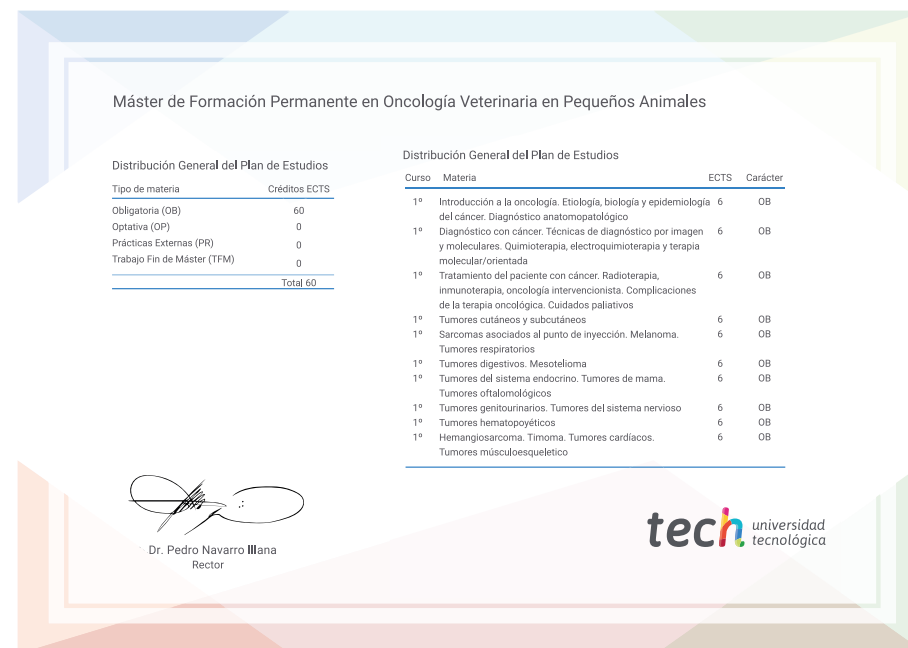 Máster de Formación Permanente en Oncología Veterinaria en Pequeños Animales
Distribución General del Plan de Estudios
Tipo de materia Créditos ECTS
Obligatoria (OB) 60
Optativa (OP) 0
Prácticas Externas (PR) 0
Trabajo Fin de Máster (TFM) 0
Total 60
Distribución General del Plan de Estudios
Curso Materia ECTS Carácter
1º Introducción a la oncología. Etiología, biología y epidemiología 6 OB
del cáncer. Diagnóstico anatomopatológico
1º Diagnóstico con cáncer. Técnicas de diagnóstico por imagen 6 OB
y moleculares. Quimioterapia, electroquimioterapia y terapia
molecular/orientada
1º Tratamiento del paciente con cáncer. Radioterapia, 6 OB
inmunoterapia, oncología intervencionista. Complicaciones
de la terapia oncológica. Cuidados paliativos
1º Tumores cutáneos y subcutáneos 6 OB
1º Sarcomas asociados al punto de inyección. Melanoma. 6 OB
Tumores respiratorios
1º Tumores digestivos. Mesotelioma 6 OB
1º Tumores del sistema endocrino. Tumores de mama. 6 OB
Tumores oftalomológicos
1º Tumores genitourinarios. Tumores del sistema nervioso 6 OB
1º Tumores hematopoyéticos 6 OB
1º Hemangiosarcoma. Timoma. Tumores cardíacos. 6 OB
Tumores músculoesqueletico
Dr. Pedro Navarro Illana
Rector
tech universidad
tecnológica